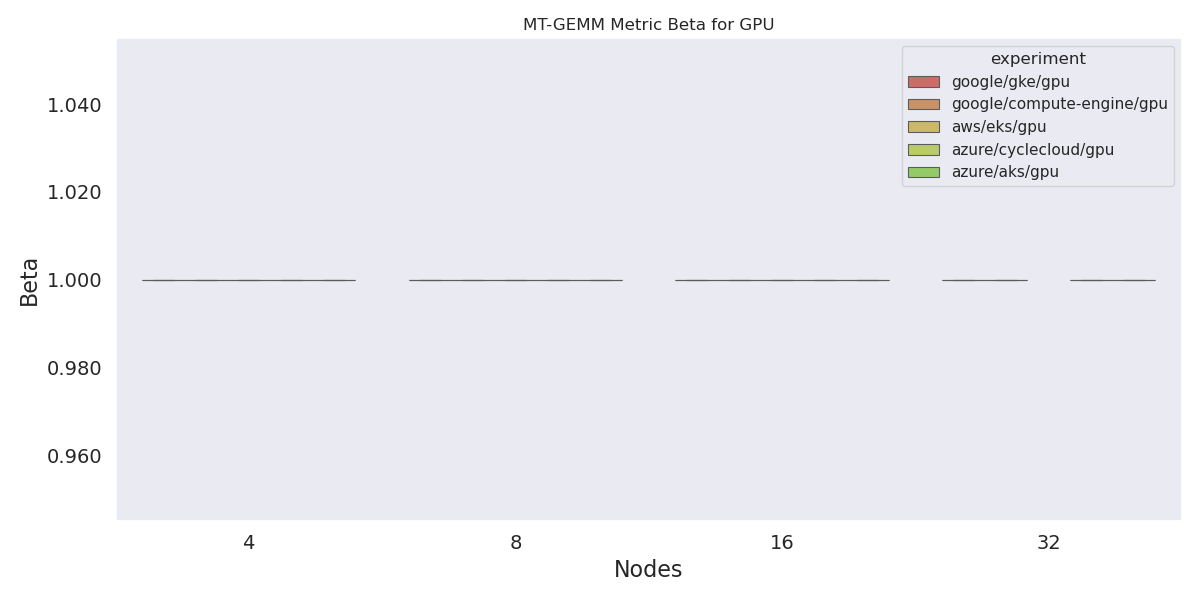 MT-GEMM Metric Beta for GPU
experiment
google/gke/gpu
google/compute-engine/gpu
aws/eks/gpu
azure/cyclecloud/gpu
azure/aks/gpu
1.040
1.020
1.000
0.980
0.960
Beta
4 8 16 32
Nodes